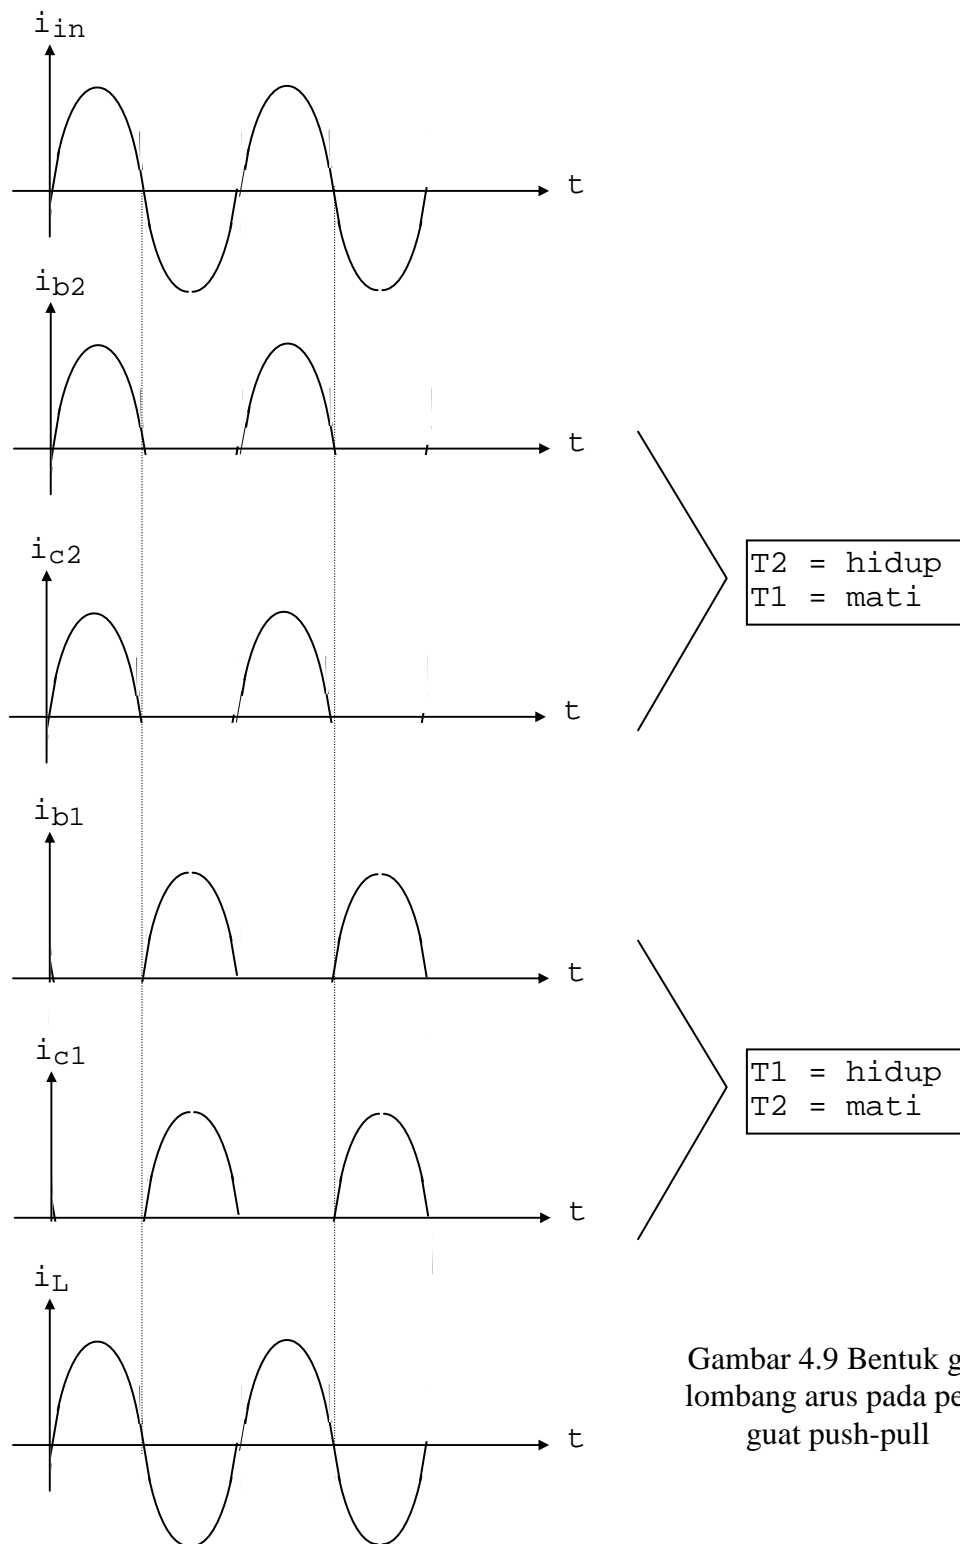 i_in
t
i_b2
t
i_c2
t
T2 = hidup
T1 = mati
i_b1
t
i_c1
t
T1 = hidup
T2 = mati
i_L
t
Gambar 4.9 Bentuk g
lombang arus pada pe
guat push-pull